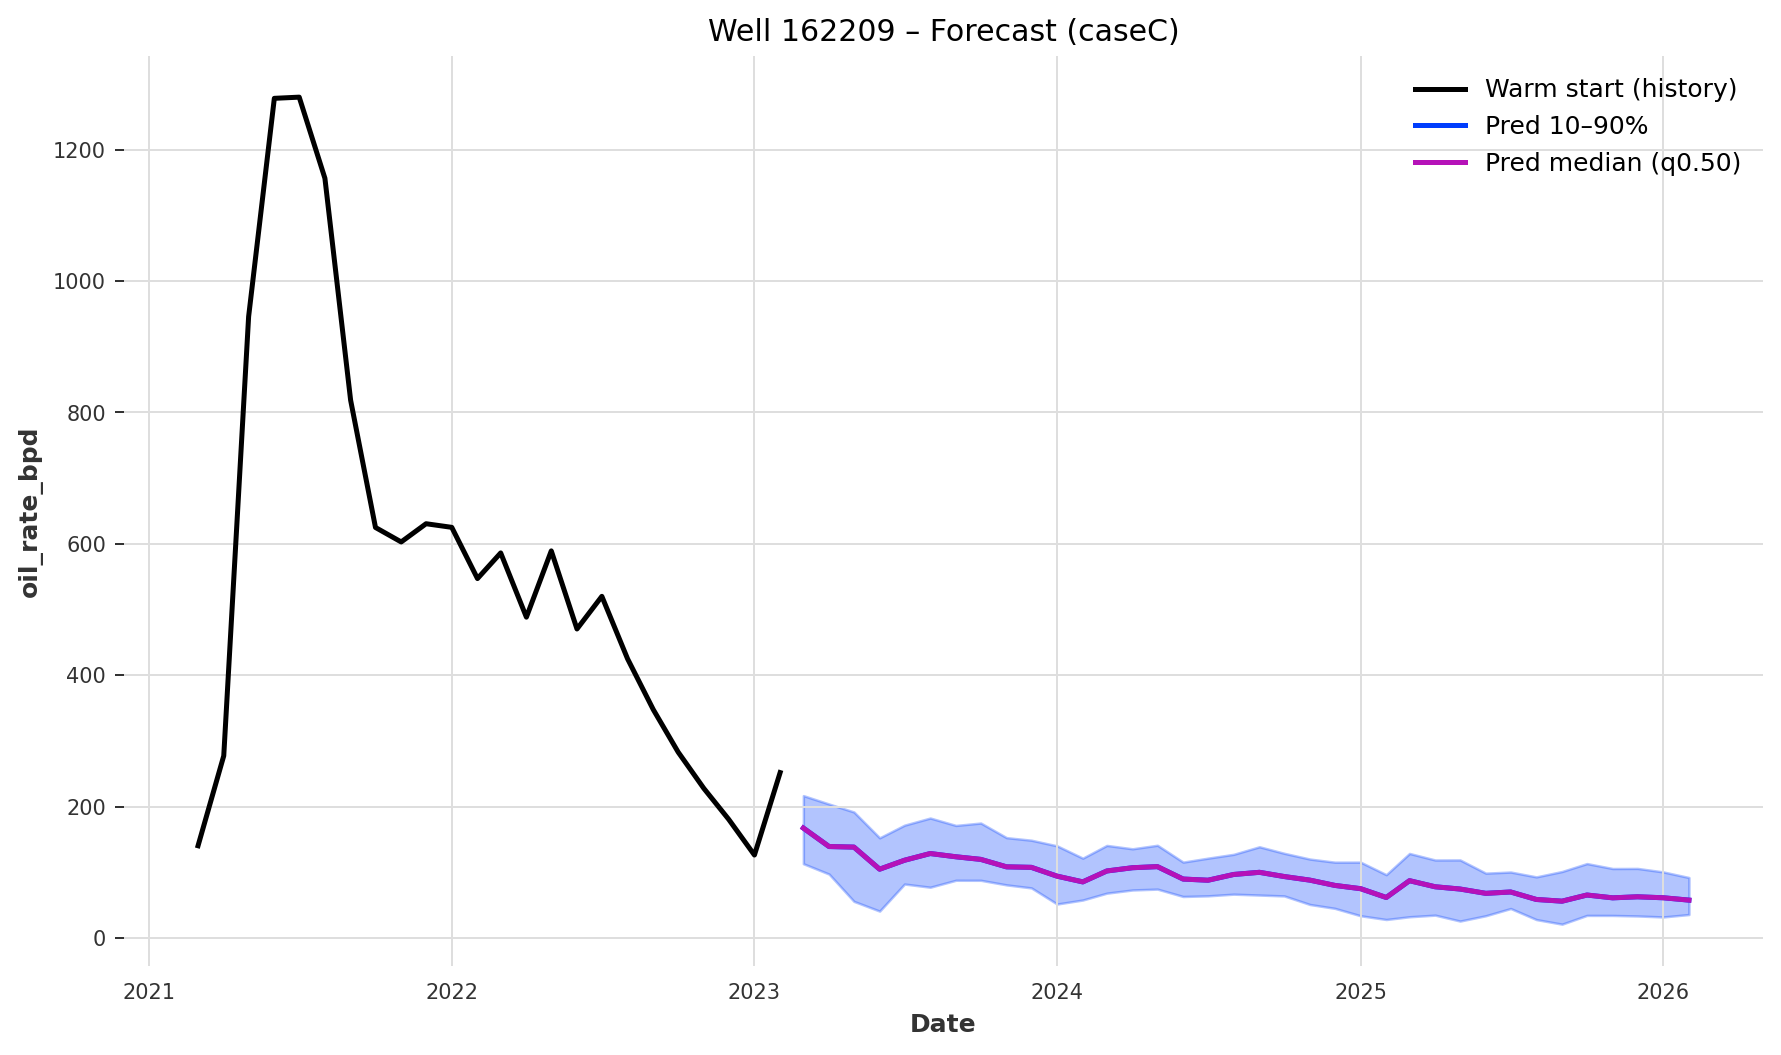 Well 162209 – Forecast (caseC)
Warm start (history)
Pred 10–90%
Pred median (q0.50)
oil_rate_bpd
1200
1000
800
600
400
200
0
2021 2022 2023 2024 2025 2026
Date